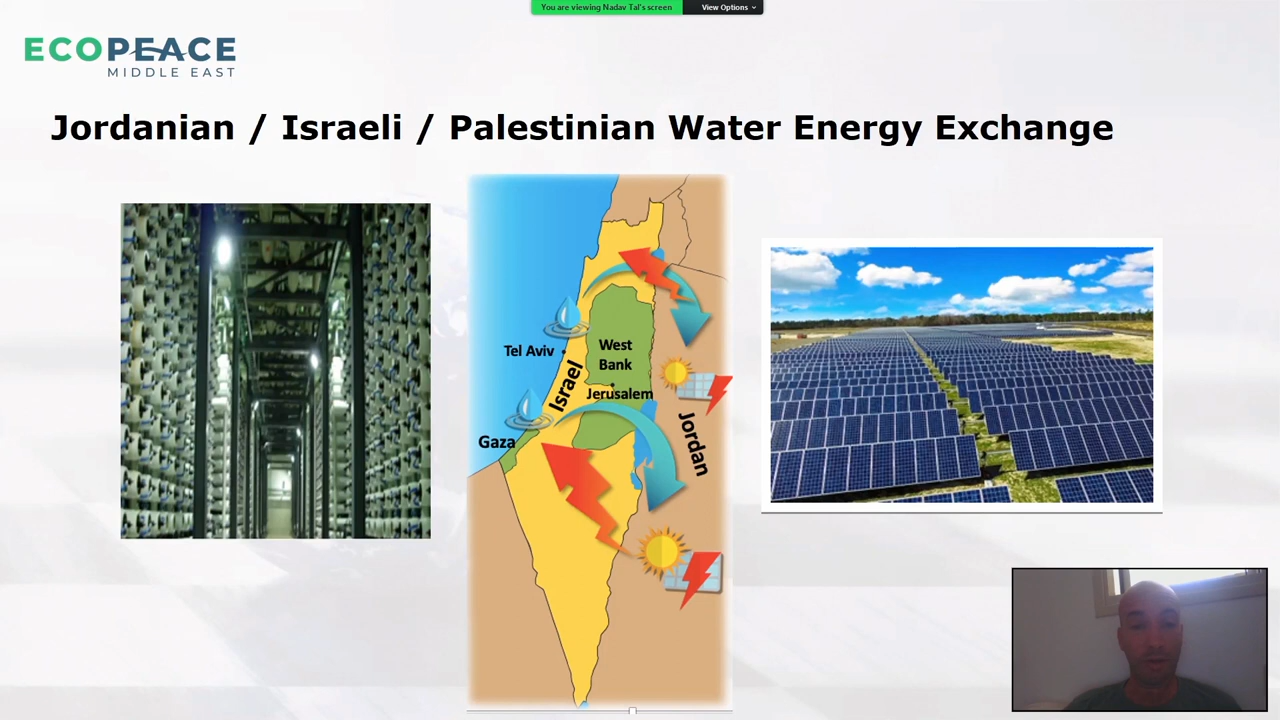 You are viewing Nadav Tal's screen
View Options
ECOPEACE
MIDDLE EAST
Jordanian / Israeli / Palestinian Water Energy Exchange
Tel Aviv
West
Bank
Israel
Jerusalem
Gaza
Jordan